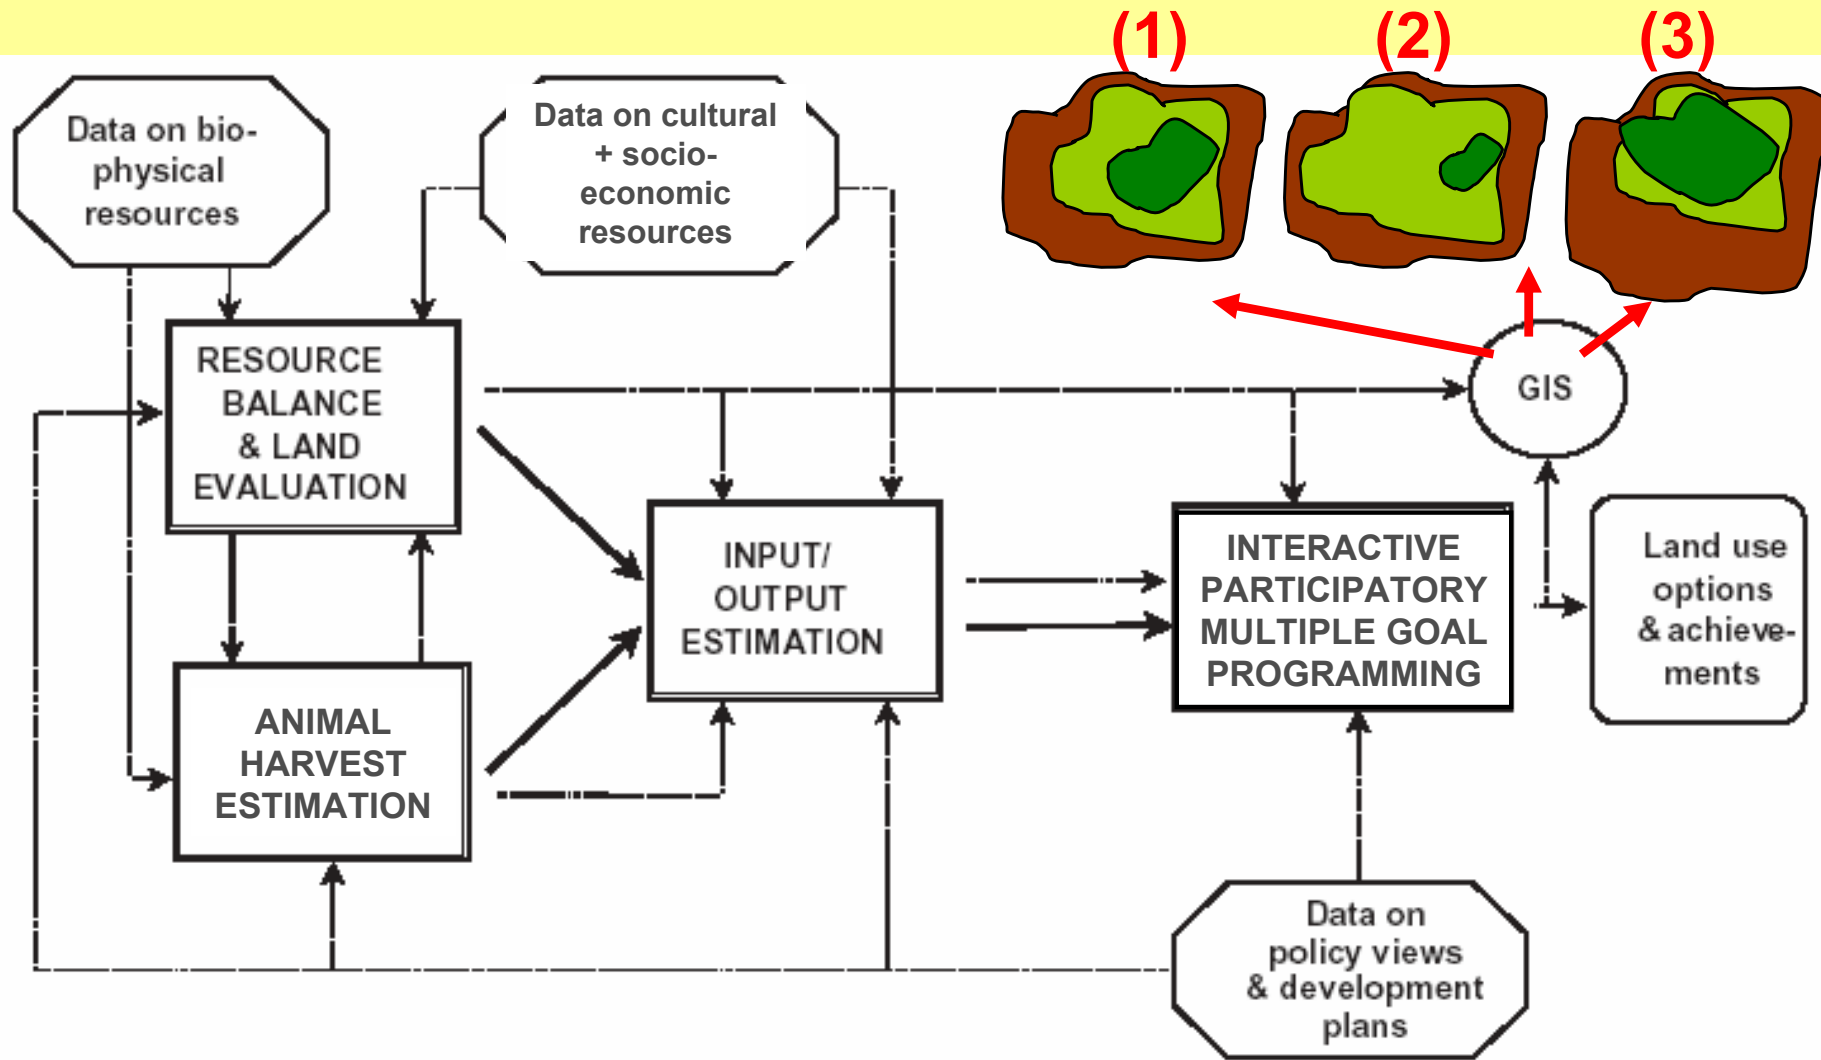 (1)
(2)
(3)
Data on bio-
physical
resources
Data on cultural
+ socio-
economic
resources
RESOURCE
BALANCE
& LAND
EVALUATION
GIS
INPUT/
OUTPUT
ESTIMATION
INTERACTIVE
PARTICIPATORY
MULTIPLE GOAL
PROGRAMMING
Land use
options
& achieve-
ments
ANIMAL
HARVEST
ESTIMATION
Data on
policy views
& development
plans